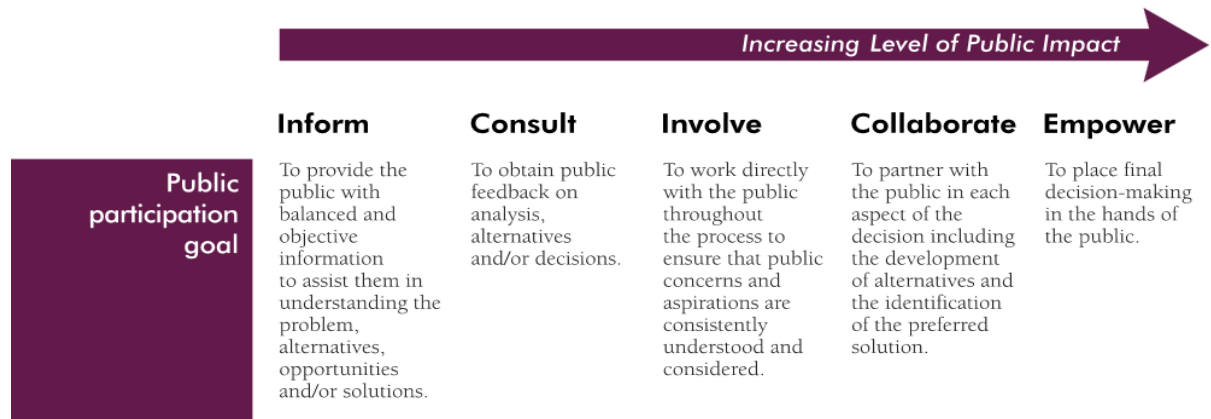 Increasing Level of Public Impact
Inform
Consult
Involve
Collaborate
Empower
Public
participation
goal
To provide the
public with
balanced and
objective
information
to assist them in
understanding the
problem,
alternatives,
opportunities
and/or solutions.
To obtain public
feedback on
analysis,
alternatives
and/or decisions.
To work directly
with the public
throughout
the process to
ensure that public
concerns and
aspirations are
consistently
understood and
considered.
To partner with
the public in each
aspect of the
decision including
the development
of alternatives and
the identification
of the preferred
solution.
To place final
decision-making
in the hands of
the public.